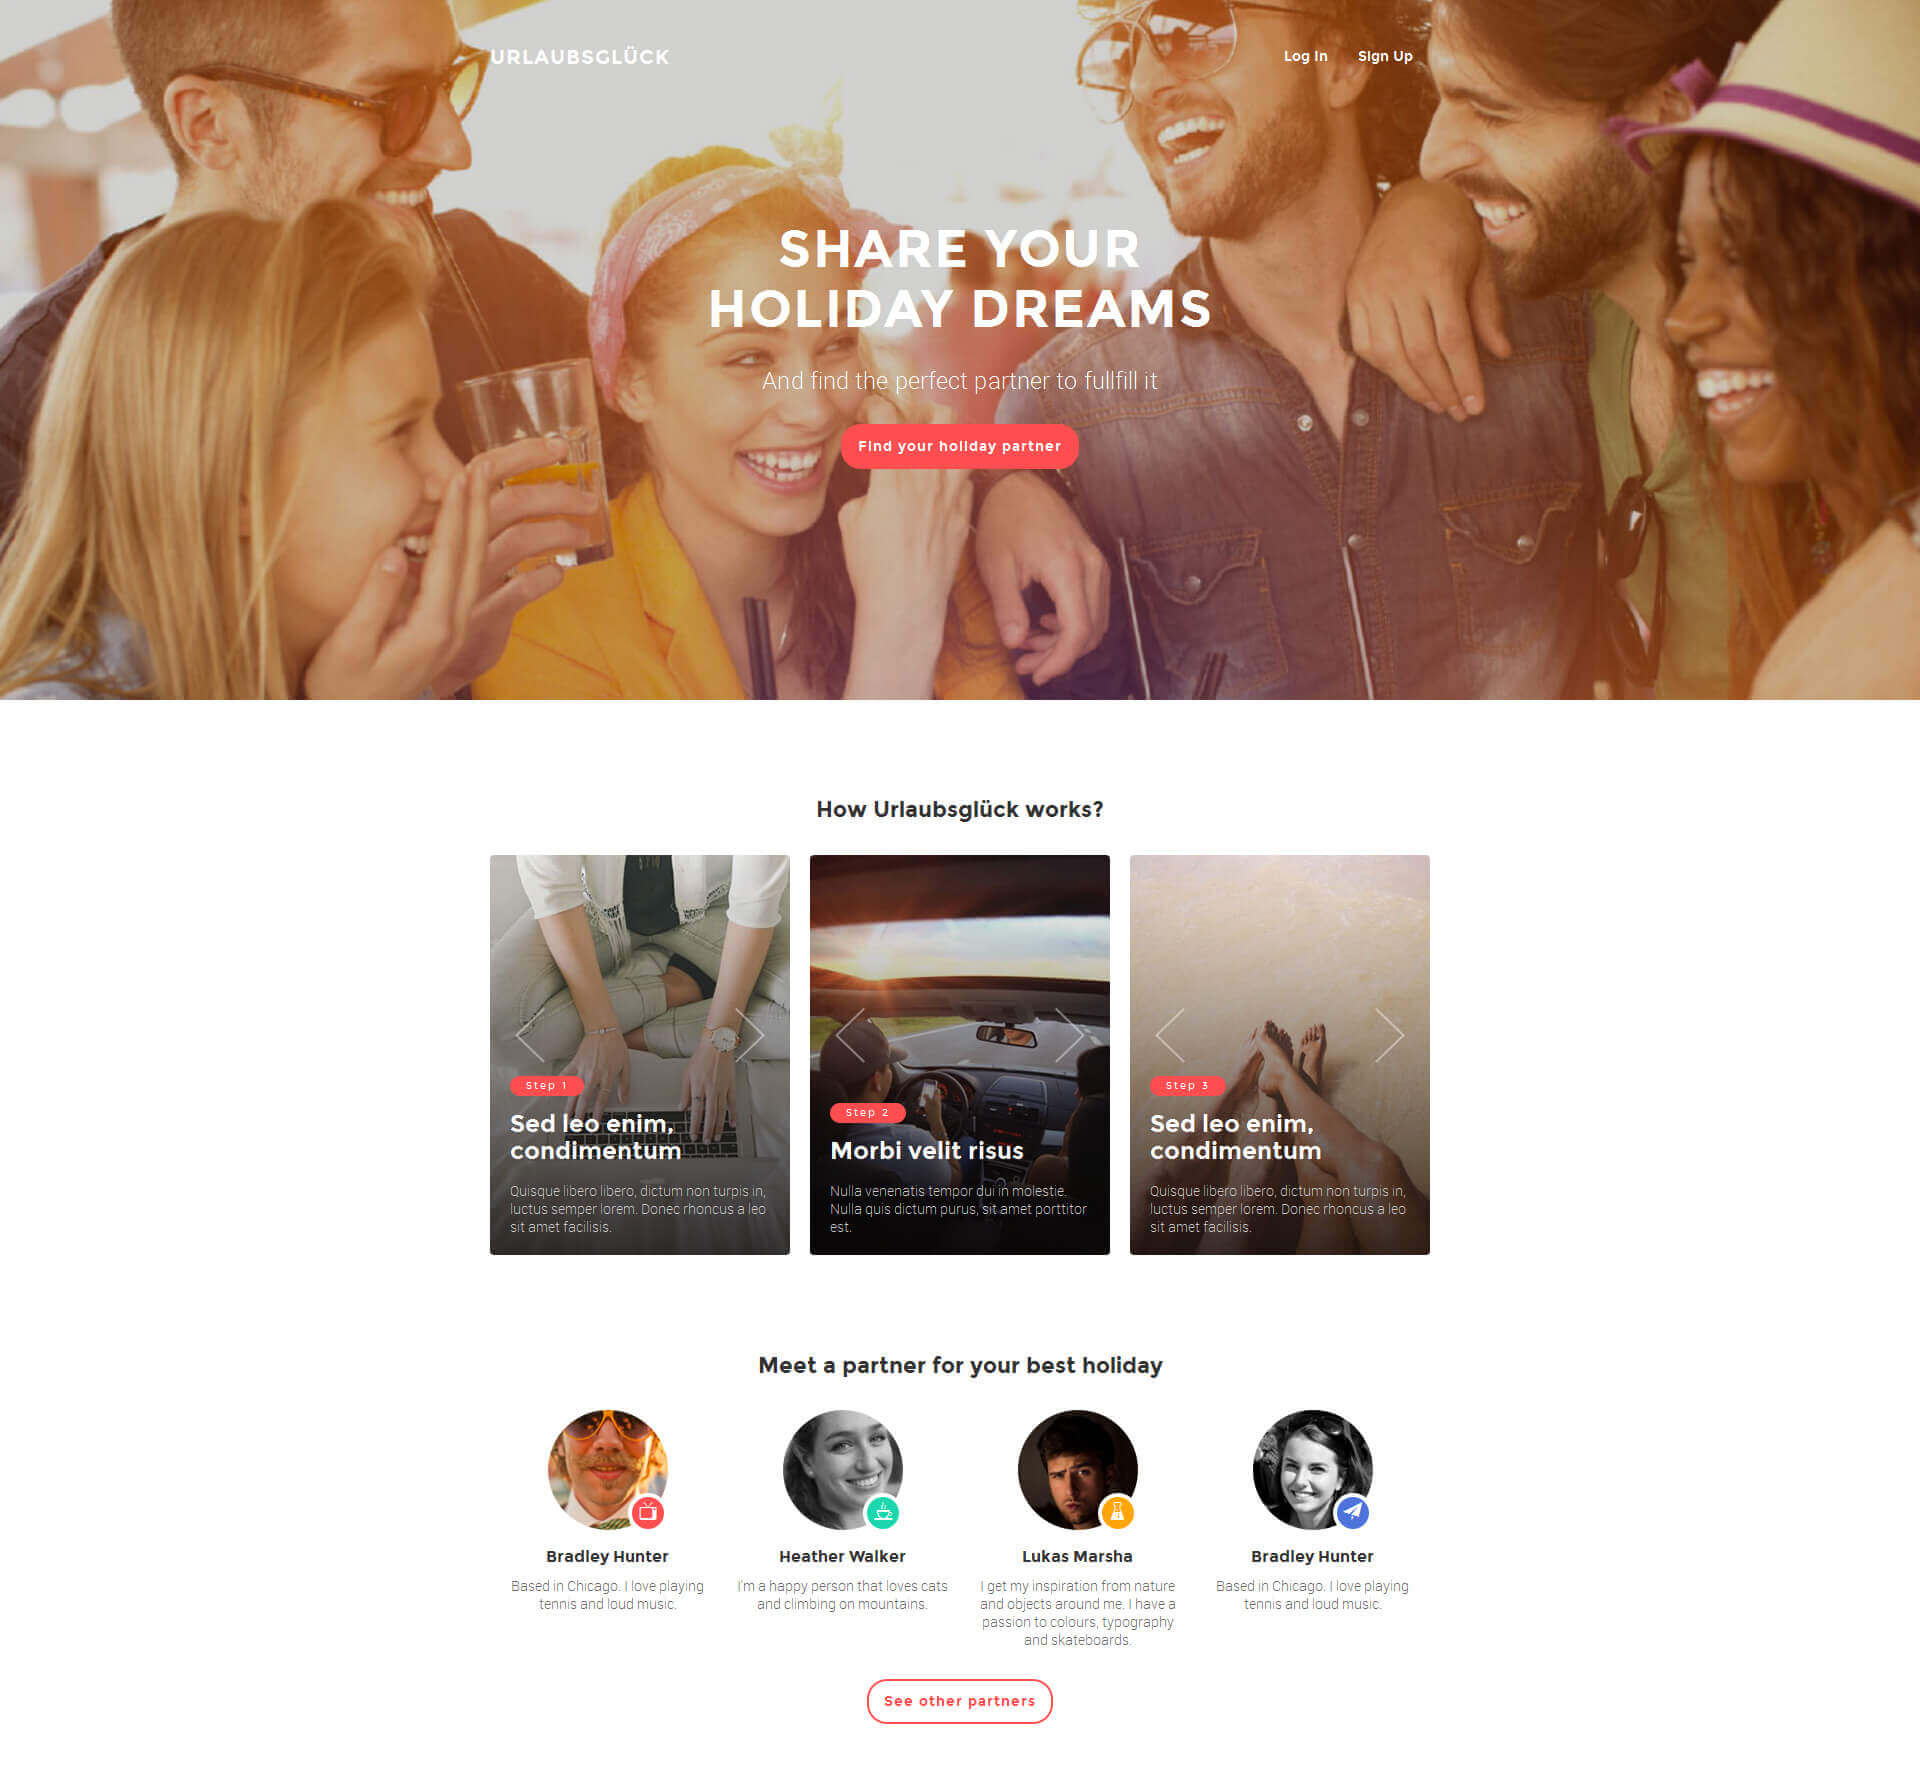 URLAUBSGLÜCK
Log In
Sign Up
SHARE YOUR
HOLIDAY DREAMS
And find the perfect partner to fullfill it
Find your holiday partner
How Urlaubsglück works?
Step 1
Sed leo enim,
condimentum
Quisque libero libero, dictum non turpis in,
luctus semper lorem. Donec rhoncus a leo
sit amet facilisis.
Step 2
Morbi velit risus
Nulla venenatis tempor dui in molestie.
Nulla quis dictum purus, sit amet porttitor
est.
Step 3
Sed leo enim,
condimentum
Quisque libero libero, dictum non turpis in,
luctus semper lorem. Donec rhoncus a leo
sit amet facilisis.
Meet a partner for your best holiday
Bradley Hunter
Based in Chicago. I love playing
tennis and loud music.
Heather Walker
I'm a happy person that loves cats
and climbing on mountains.
Lukas Marsha
I get my inspiration from nature
and objects around me. I have a
passion to colours, typography
and skateboards.
Bradley Hunter
Based in Chicago. I love playing
tennis and loud music.
See other partners